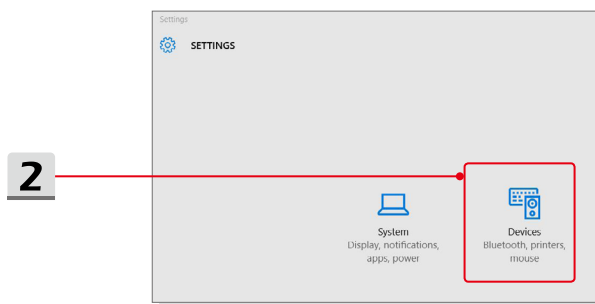 Settings
SETTINGS
2
System
Display, notifications,
apps, power
Devices
Bluetooth, printers,
mouse